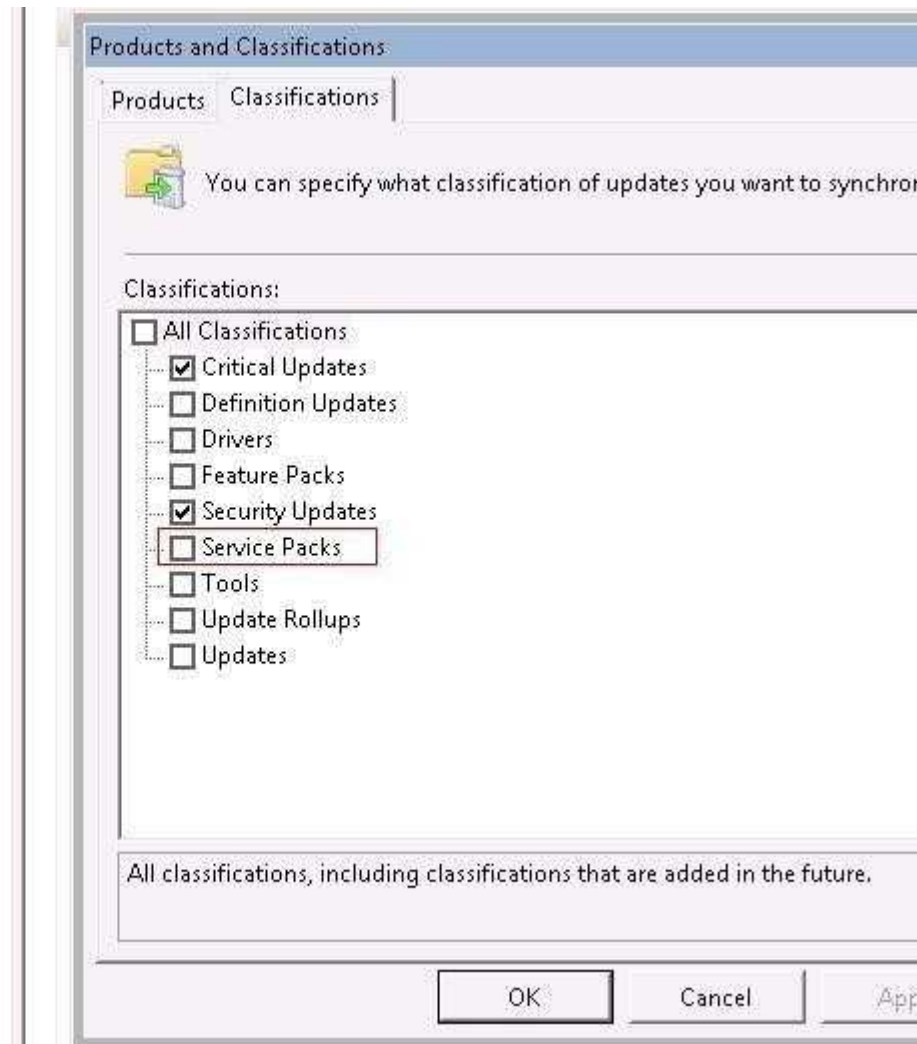 Products and Classifications
Products Classifications
You can specify what classification of updates you want to synchron
Classifications:
All Classifications
Critical Updates
Definition Updates
Drivers
Feature Packs
Security Updates
Service Packs
Tools
Update Rollups
Updates
All classifications, including classifications that are added in the future.
OK Cancel App